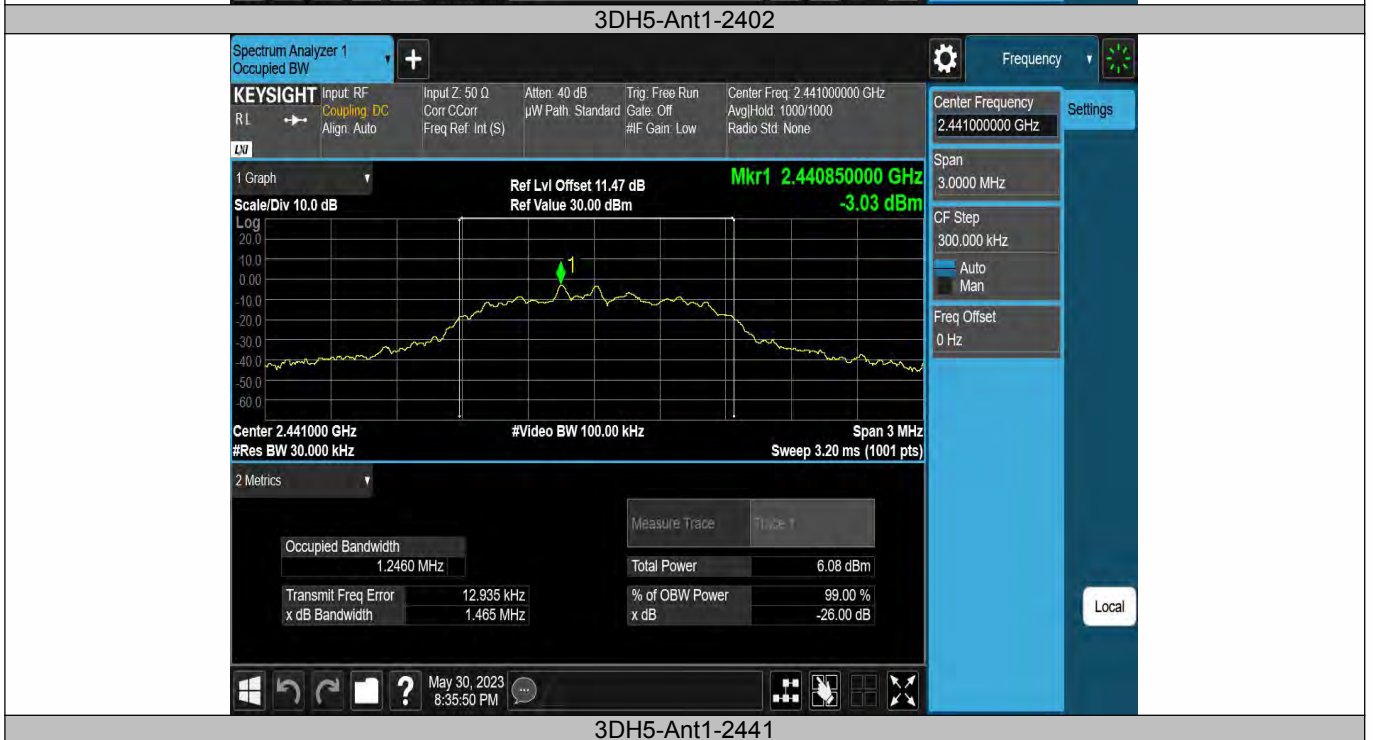 3DH5-Ant1-2402
Spectrum Analyzer 1
Occupied BW
Frequency
KEYSIGHT
R L
LXI
Input: RF
Coupling: DC
Align: Auto
Input Z: 50 Ω
Corr CCorr
Freq Ref: Int (S)
Atten: 40 dB
µW Path: Standard
Trig: Free Run
Gate: Off
#IF Gain: Low
Center Freq: 2.441000000 GHz
Avg|Hold: 1000/1000
Radio Std: None
Center Frequency
2.441000000 GHz
Settings
Span
3.0000 MHz
CF Step
300.000 kHz
Auto
Man
Freq Offset
0 Hz
1 Graph
Scale/Div 10.0 dB
Ref Lvl Offset 11.47 dB
Ref Value 30.00 dBm
Mkr1 2.440850000 GHz
-3.03 dBm
Log
20.0
10.0
0.00
-10.0
-20.0
-30.0
-40.0
-50.0
-60.0
1
Center 2.441000 GHz
#Res BW 30.000 kHz
#Video BW 100.00 kHz
Span 3 MHz
Sweep 3.20 ms (1001 pts)
2 Metrics
Measure Trace
Trace 1
Occupied Bandwidth
1.2460 MHz
Total Power 6.08 dBm
Transmit Freq Error 12.935 kHz
% of OBW Power 99.00 %
x dB Bandwidth 1.465 MHz
x dB -26.00 dB
Local
May 30, 2023
8:35:50 PM
3DH5-Ant1-2441